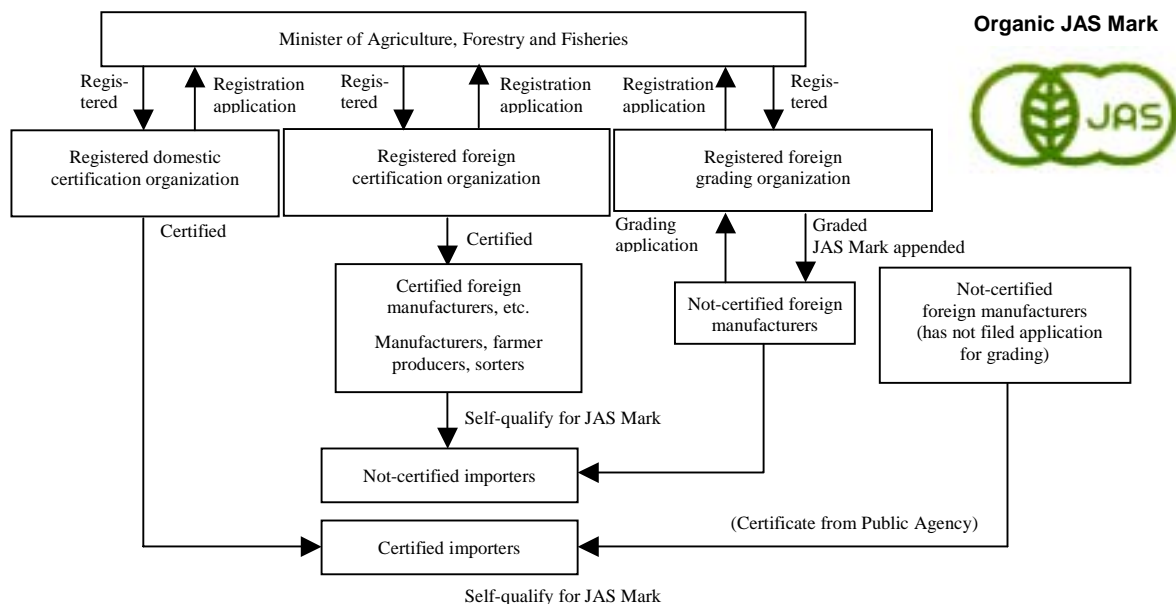 Organic JAS Mark
JAS
Minister of Agriculture, Forestry and Fisheries
Regis-
tered
Registration
application
Regis-
tered
Registration
application
Registration
application
Regis-
tered
Registered domestic
certification organization
Registered foreign
certification organization
Registered foreign
grading organization
Certified
Certified
Grading
application
Graded
JAS Mark appended
Certified foreign
manufacturers, etc.
Manufacturers, farmer
producers, sorters
Not-certified foreign
manufacturers
Not-certified
foreign manufacturers
(has not filed application
for grading)
Self-qualify for JAS Mark
Not-certified importers
(Certificate from Public Agency)
Certified importers
Self-qualify for JAS Mark